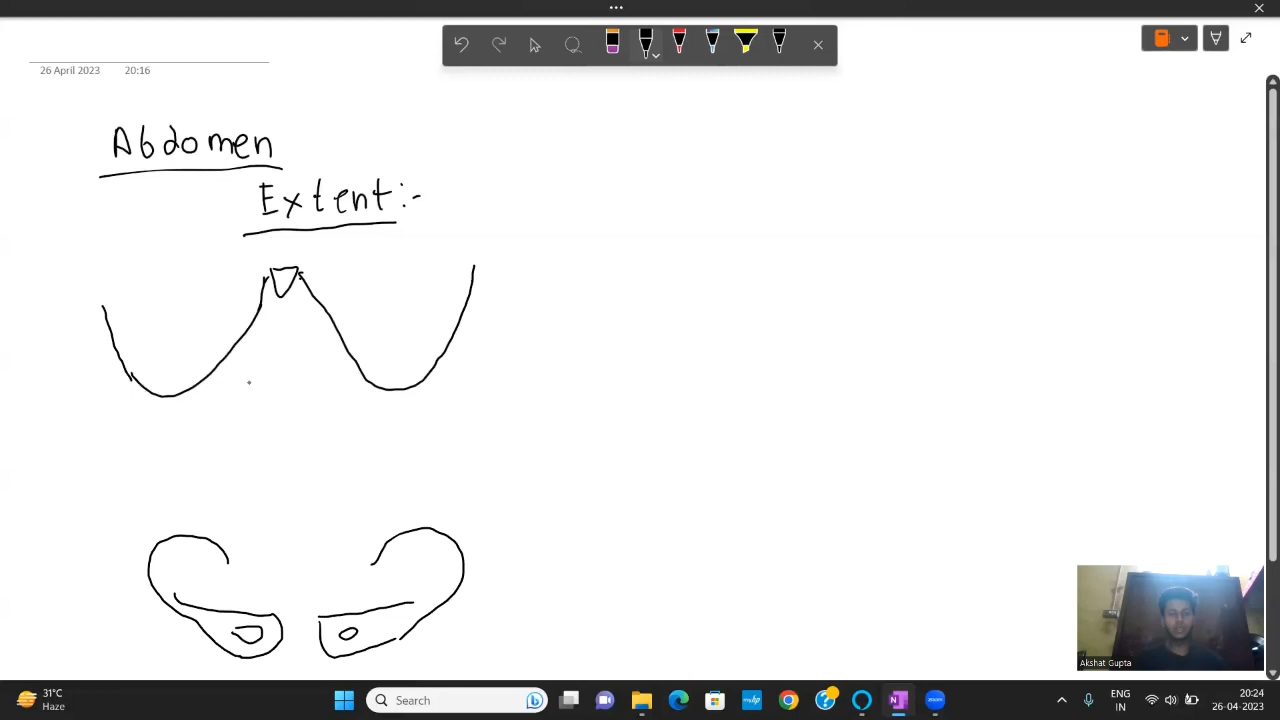 26 April 2023 20:16
Abdomen
Extent:-
Akshat Gupta
31°C
Haze
Search
ENG
IN
20:24
26-04-2023